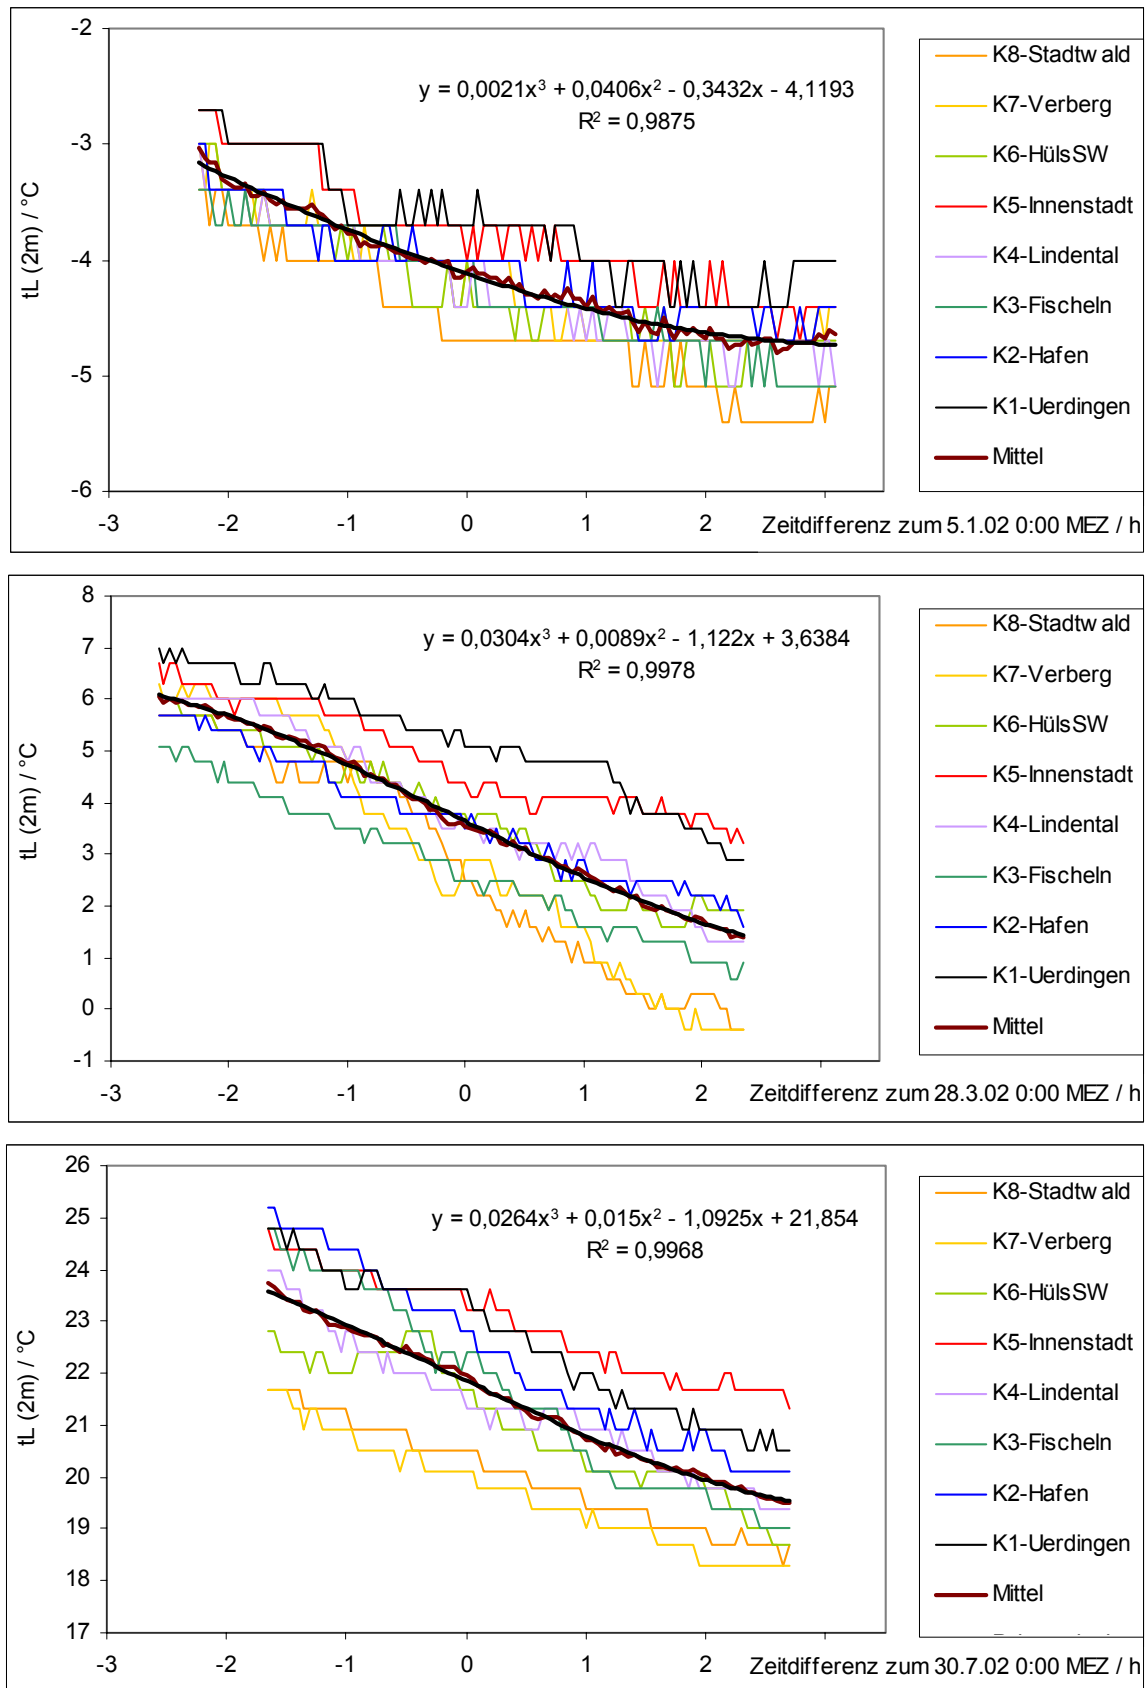 -2
-3
-4
-5
-6
tL (2m) / °C
y = 0,0021x³ + 0,0406x² - 0,3432x - 4,1193
R² = 0,9875
-3 -2 -1 0 1 2 Zeitdifferenz zum 5.1.02 0:00 MEZ / h
K8-Stadtwald
K7-Verberg
K6-HülsSW
K5-Innenstadt
K4-Lindental
K3-Fischeln
K2-Hafen
K1-Uerdingen
Mittel
8
7
6
5
4
3
2
1
0
-1
tL (2m) / °C
y = 0,0304x³ + 0,0089x² - 1,122x + 3,6384
R² = 0,9978
-3 -2 -1 0 1 2 Zeitdifferenz zum 28.3.02 0:00 MEZ / h
K8-Stadtwald
K7-Verberg
K6-HülsSW
K5-Innenstadt
K4-Lindental
K3-Fischeln
K2-Hafen
K1-Uerdingen
Mittel
26
25
24
23
22
21
20
19
18
17
tL (2m) / °C
y = 0,0264x³ + 0,015x² - 1,0925x + 21,854
R² = 0,9968
-3 -2 -1 0 1 2 Zeitdifferenz zum 30.7.02 0:00 MEZ / h
K8-Stadtwald
K7-Verberg
K6-HülsSW
K5-Innenstadt
K4-Lindental
K3-Fischeln
K2-Hafen
K1-Uerdingen
Mittel